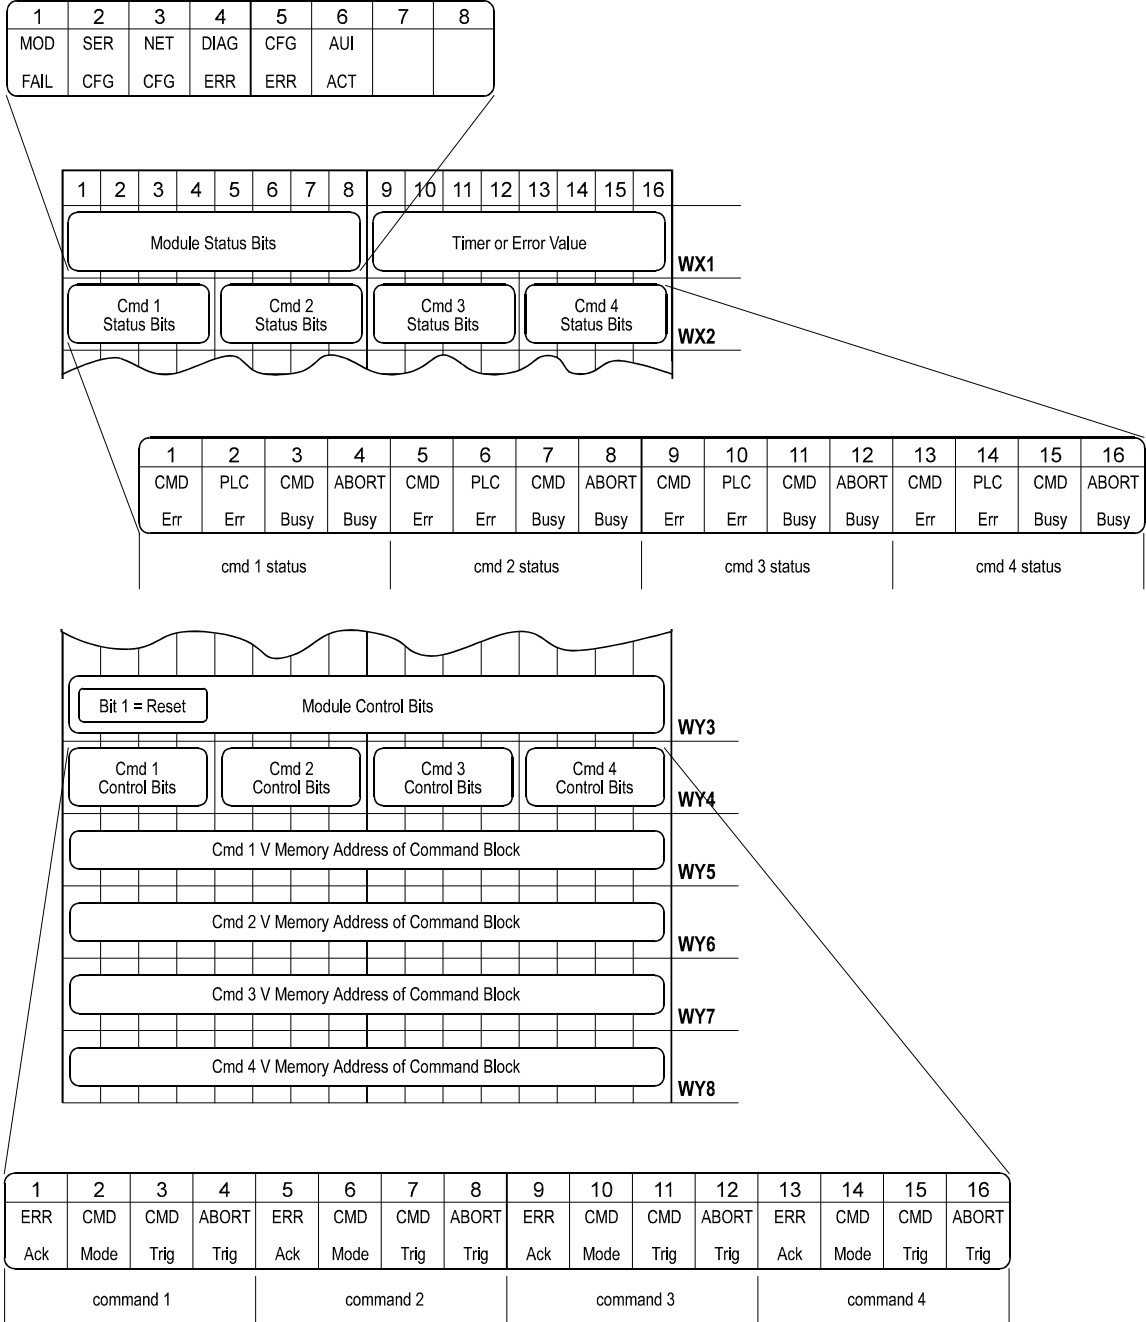 1 2 3 4 5 6 7 8
MOD SER NET DIAG CFG AUI
FAIL CFG CFG ERR ERR ACT
1 2 3 4 5 6 7 8 9 10 11 12 13 14 15 16
Module Status Bits Timer or Error Value
WX1
Cmd 1 Cmd 2 Cmd 3 Cmd 4
Status Bits Status Bits Status Bits Status Bits
WX2
1 2 3 4 5 6 7 8 9 10 11 12 13 14 15 16
CMD PLC CMD ABORT CMD PLC CMD ABORT CMD PLC CMD ABORT CMD PLC CMD ABORT
Err Err Busy Busy Err Err Busy Busy Err Err Busy Busy Err Err Busy Busy
cmd 1 status cmd 2 status cmd 3 status cmd 4 status
Bit 1 = Reset Module Control Bits
WY3
Cmd 1 Cmd 2 Cmd 3 Cmd 4
Control Bits Control Bits Control Bits Control Bits
WY4
Cmd 1 V Memory Address of Command Block
WY5
Cmd 2 V Memory Address of Command Block
WY6
Cmd 3 V Memory Address of Command Block
WY7
Cmd 4 V Memory Address of Command Block
WY8
1 2 3 4 5 6 7 8 9 10 11 12 13 14 15 16
ERR CMD CMD ABORT ERR CMD CMD ABORT ERR CMD CMD ABORT ERR CMD CMD ABORT
Ack Mode Trig Trig Ack Mode Trig Trig Ack Mode Trig Trig Ack Mode Trig Trig
command 1 command 2 command 3 command 4